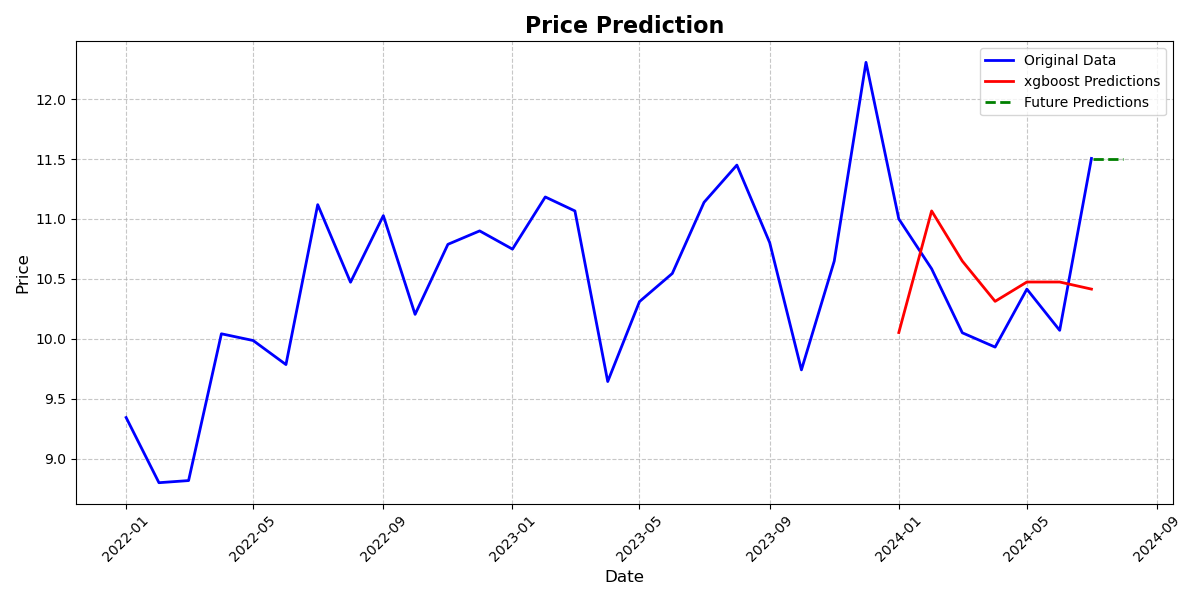 Price Prediction
Original Data
xgboost Predictions
Future Predictions
Price
12.0
11.5
11.0
10.5
10.0
9.5
9.0
2022-01
2022-05
2022-09
2023-01
2023-05
2023-09
2024-01
2024-05
2024-09
Date